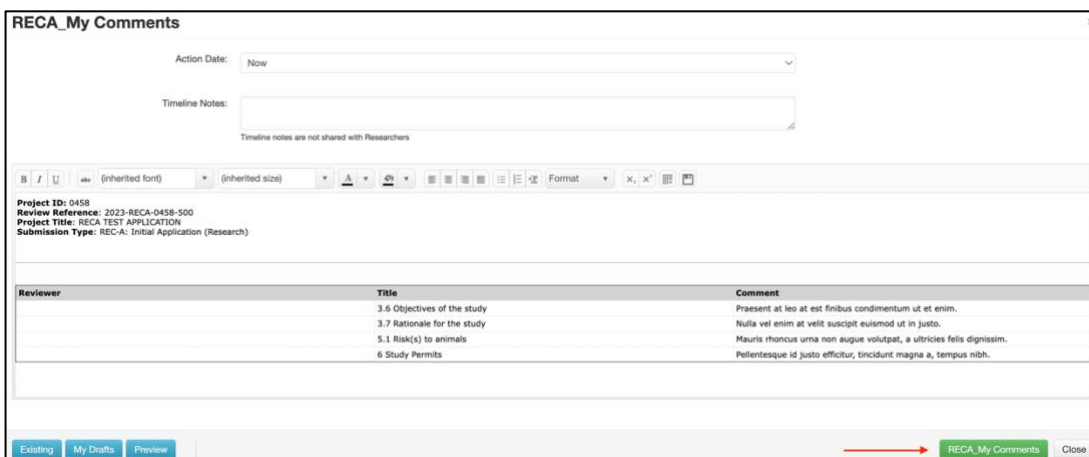 RECA_My Comments
Action Date: Now
Timeline Notes:
Timeline notes are not shared with Researchers
B I U abc (inherited font) (inherited size) A Format
Project ID: 0458
Review Reference: 2023-RECA-0458-500
Project Title: RECA TEST APPLICATION
Submission Type: REC-A: Initial Application (Research)
Reviewer Title Comment
3.6 Objectives of the study Praesent at leo at est finibus condimentum ut et enim.
3.7 Rationale for the study Nulla vel enim at velit suscipit euismod ut in justo.
5.1 Risk(s) to animals Mauris rhoncus urna non augue volutpat, a ultricies felis dignissim.
6 Study Permits Pellentesque id justo efficitur, tincidunt magna a, tempus nibh.
Existing My Drafts Preview RECA_My Comments Close